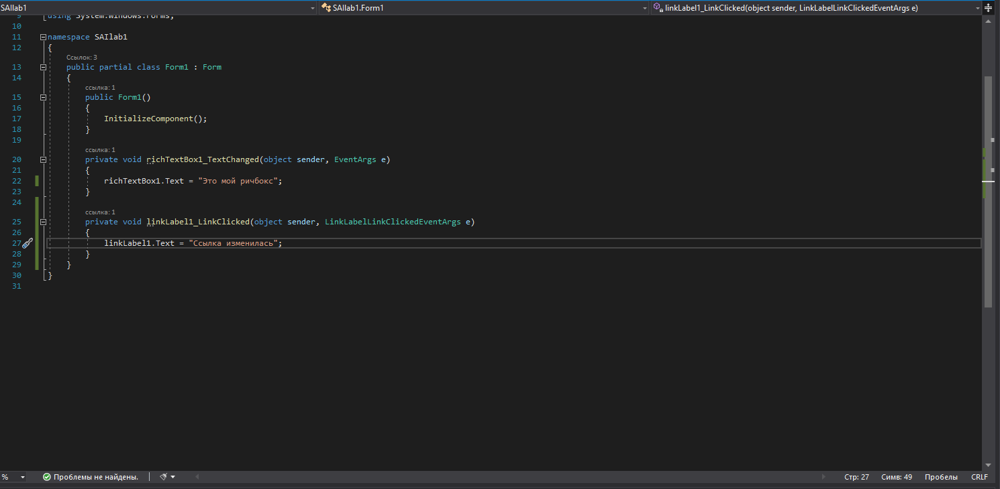 SAIlab1 SAIlab1.Form1 linkLabel1_LinkClicked(object sender, LinkLabelLinkClickedEventArgs e)
9 using System.Windows.Forms;
10
11 namespace SAIlab1
12 {
Ссылок: 3
13 public partial class Form1 : Form
14 {
ссылка: 1
15 public Form1()
16 {
17 InitializeComponent();
18 }
19
ссылка: 1
20 private void richTextBox1_TextChanged(object sender, EventArgs e)
21 {
22 richTextBox1.Text = "Это мой ричбокс";
23 }
24
ссылка: 1
25 private void linkLabel1_LinkClicked(object sender, LinkLabelLinkClickedEventArgs e)
26 {
27 linkLabel1.Text = "Ссылка изменилась";
28 }
29 }
30 }
31
% Проблемы не найдены. Стр: 27 Симв: 49 Пробелы CRLF